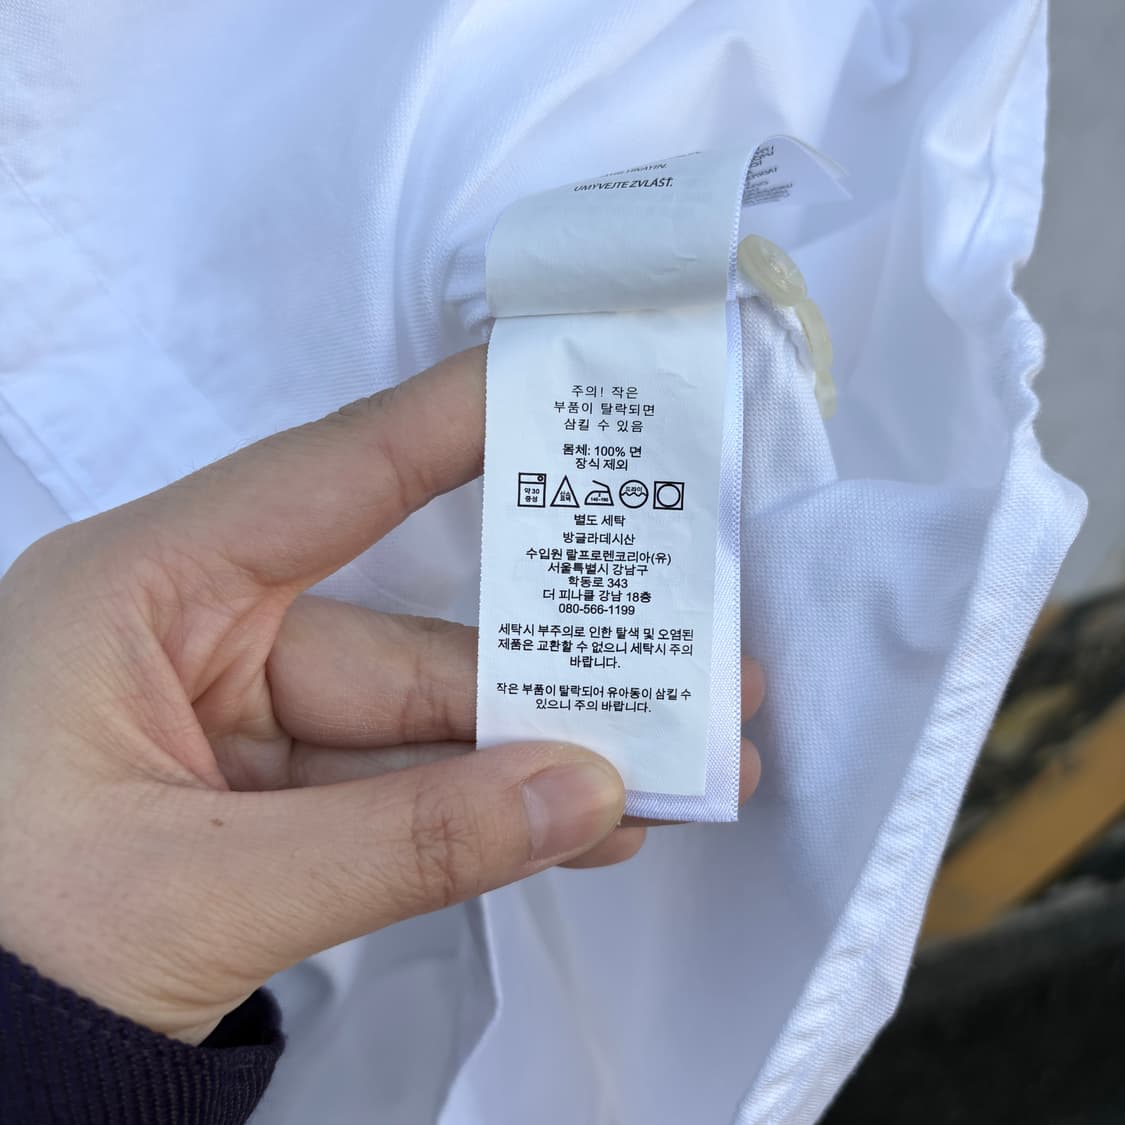 UMYVEJTE ZVLÁŠŤ.
주의! 작은
부품이 탈락되면
삼킬 수 있음
몸체: 100% 면
장식 제외
약 30
중성
드라이
별도 세탁
방글라데시산
수입원 랄프로렌코리아(유)
서울특별시 강남구
학동로 343
더 피나클 강남 18층
080-566-1199
세탁시 부주의로 인한 탈색 및 오염된
제품은 교환할 수 없으니 세탁시 주의
바랍니다.
작은 부품이 탈락되어 유아동이 삼킬 수
있으니 주의 바랍니다.